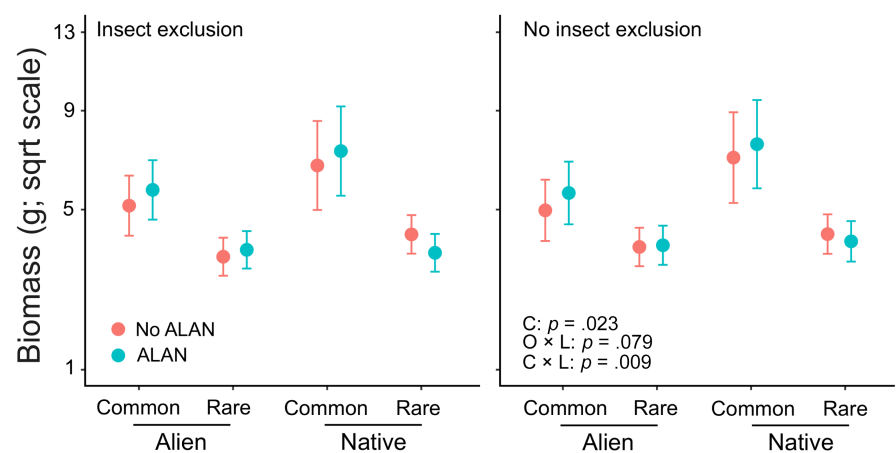 Biomass (g; sqrt scale)
13
9
5
1
Insect exclusion
No ALAN
ALAN
Common Rare Common Rare
Alien Native
No insect exclusion
C: p = .023
O × L: p = .079
C × L: p = .009
Common Rare Common Rare
Alien Native